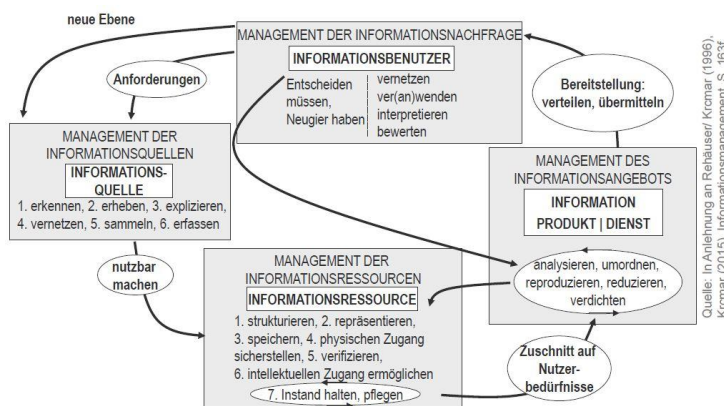 neue Ebene
MANAGEMENT DER INFORMATIONSNACHFRAGE
INFORMATIONSBENUTZER
Entscheiden
müssen,
Neugier haben
vernetzen
ver(an)wenden
interpretieren
bewerten
Anforderungen
Bereitstellung:
verteilen, übermitteln
MANAGEMENT DER
INFORMATIONSQUELLEN
INFORMATIONS-
QUELLE
1. erkennen, 2. erheben, 3. explizieren,
4. vernetzen, 5. sammeln, 6. erfassen
nutzbar
machen
MANAGEMENT DER
INFORMATIONSRESSOURCEN
INFORMATIONSRESSOURCE
1. strukturieren, 2. repräsentieren,
3. speichern, 4. physischen Zugang
sicherstellen, 5. verifizieren,
6. intellektuellen Zugang ermöglichen
7. Instand halten, pflegen
MANAGEMENT DES
INFORMATIONSANGEBOTS
INFORMATION
PRODUKT | DIENST
analysieren, umordnen,
reproduzieren, reduzieren,
verdichten
Zuschnitt auf
Nutzer-
bedürfnisse
Quelle: In Anlehnung an Rehäuser/ Krcmar (1996),
Krcmar (2015), Informationsmanagement, S. 163f.